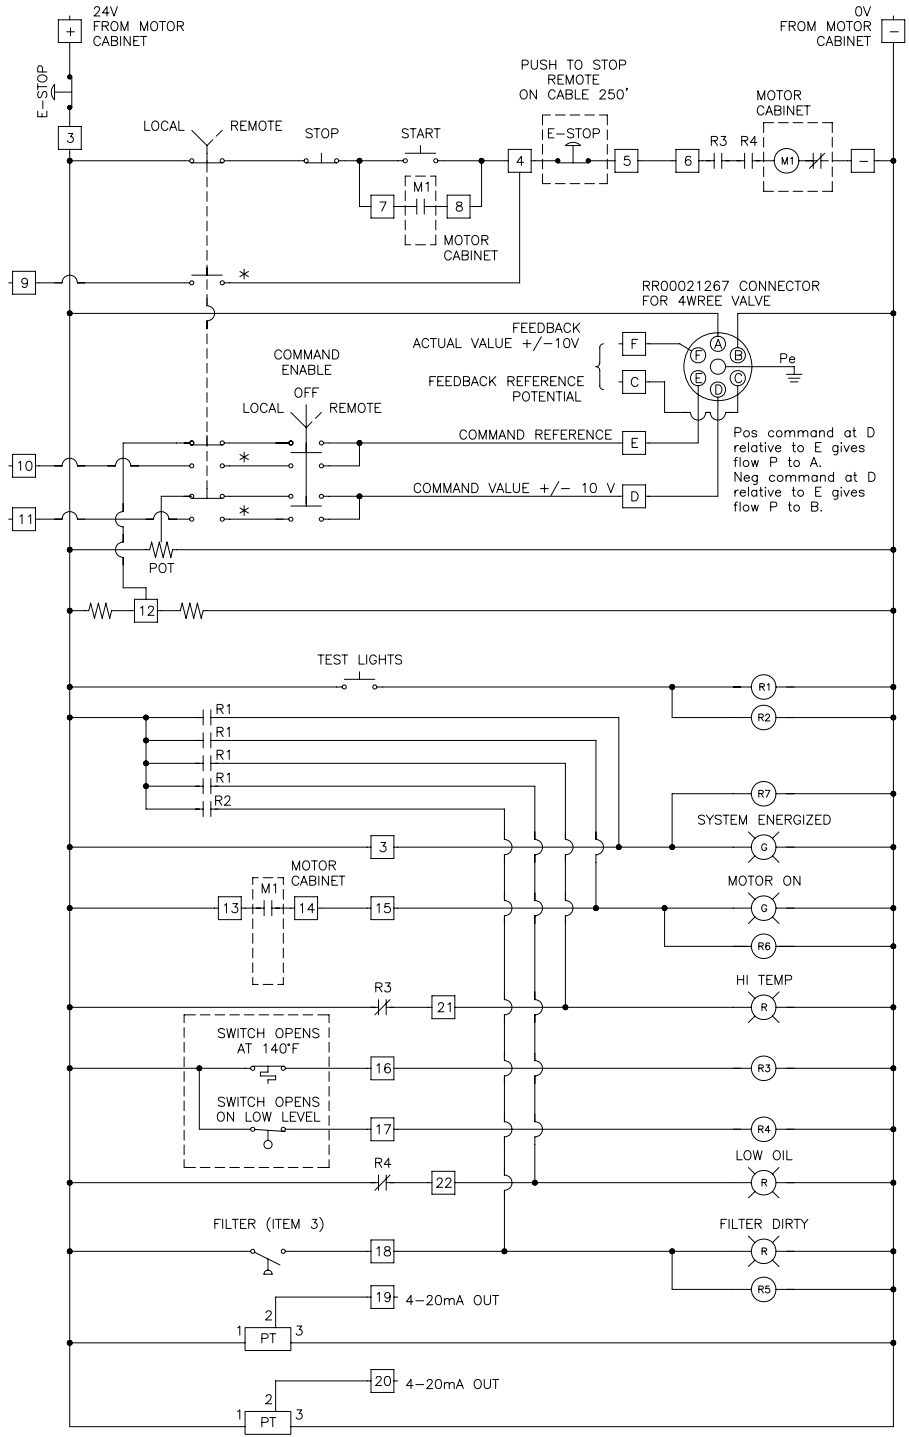 24V
FROM MOTOR
CABINET
+
0V
FROM MOTOR
CABINET
−
E-STOP
3
PUSH TO STOP
REMOTE
ON CABLE 250'
MOTOR
CABINET
LOCAL
REMOTE
STOP
START
E-STOP
R3
R4
4
5
6
M1
−
7
M1
8
MOTOR
CABINET
9
*
RR00021267 CONNECTOR
FOR 4WREE VALVE
FEEDBACK
ACTUAL VALUE +/-10V
F
A
B
F
Pe
FEEDBACK REFERENCE
POTENTIAL
C
E
D
C
COMMAND
ENABLE
OFF
LOCAL
REMOTE
COMMAND REFERENCE
E
10
*
COMMAND VALUE +/- 10 V
D
11
*
Pos command at D
relative to E gives
flow P to A.
Neg command at D
relative to E gives
flow P to B.
POT
12
TEST LIGHTS
R1
R2
R1
R1
R1
R1
R2
R7
SYSTEM ENERGIZED
3
G
MOTOR
CABINET
MOTOR ON
M1
13
14
15
G
R6
R3
HI TEMP
21
R
SWITCH OPENS
AT 140°F
16
R3
SWITCH OPENS
ON LOW LEVEL
17
R4
R4
LOW OIL
22
R
FILTER (ITEM 3)
FILTER DIRTY
18
R
R5
19
4-20mA OUT
2
1
PT
3
20
4-20mA OUT
2
1
PT
3